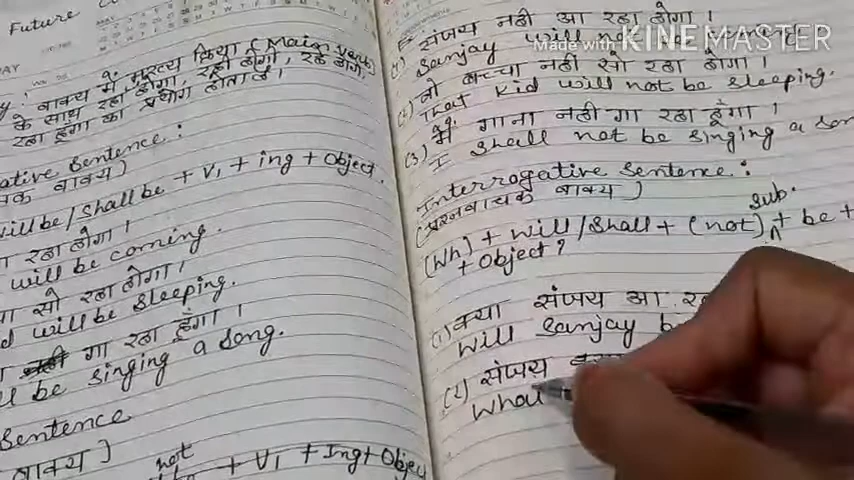 Future
MAY
वाक्य में मुख्य क्रिया (Main verb)
के साथ रहा होगा, रही होगी, रहे होंगे,
रहा हूँगा का प्रयोग होता है।
Sentence:
वाक्य)
will be/shall be + V1 + ing + Object.
रहा होगा।
will be coming.
सो रहा होगा।
will be sleeping.
गा रहा हूँगा।
be singing a song.
Sentence
वाक्य)
not
+ V1 + Ing + Object
(1) संजय नहीं आ रहा होगा।
Sanjay will not be coming
Made with KINEMASTER
(2) वो बच्चा नहीं सो रहा होगा।
That kid will not be sleeping.
(3) मैं गाना नहीं गा रहा हूँगा।
I shall not be singing a song
Interrogative Sentence:
(प्रश्नवाचक वाक्य)
Sub.
(Wh) + will/Shall + (not) + be +
+ Object?
(1) क्या संजय आ
Will Sanjay
(2) संजय